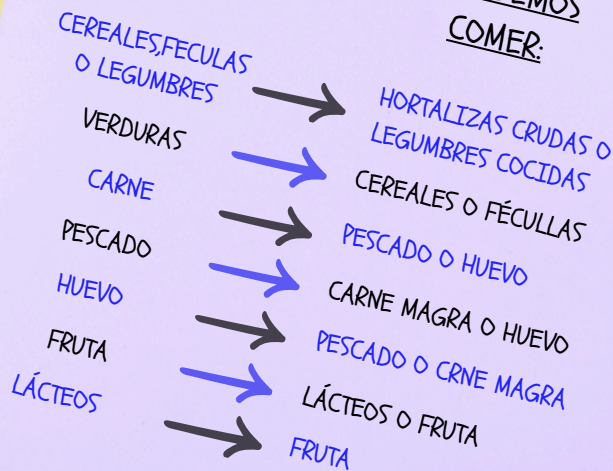 COMER:
CEREALES,FECULAS
O LEGUMBRES
HORTALIZAS CRUDAS O
LEGUMBRES COCIDAS
VERDURAS
CEREALES O FÉCULLAS
CARNE
PESCADO O HUEVO
PESCADO
CARNE MAGRA O HUEVO
HUEVO
PESCADO O CRNE MAGRA
FRUTA
LÁCTEOS O FRUTA
LÁCTEOS
FRUTA